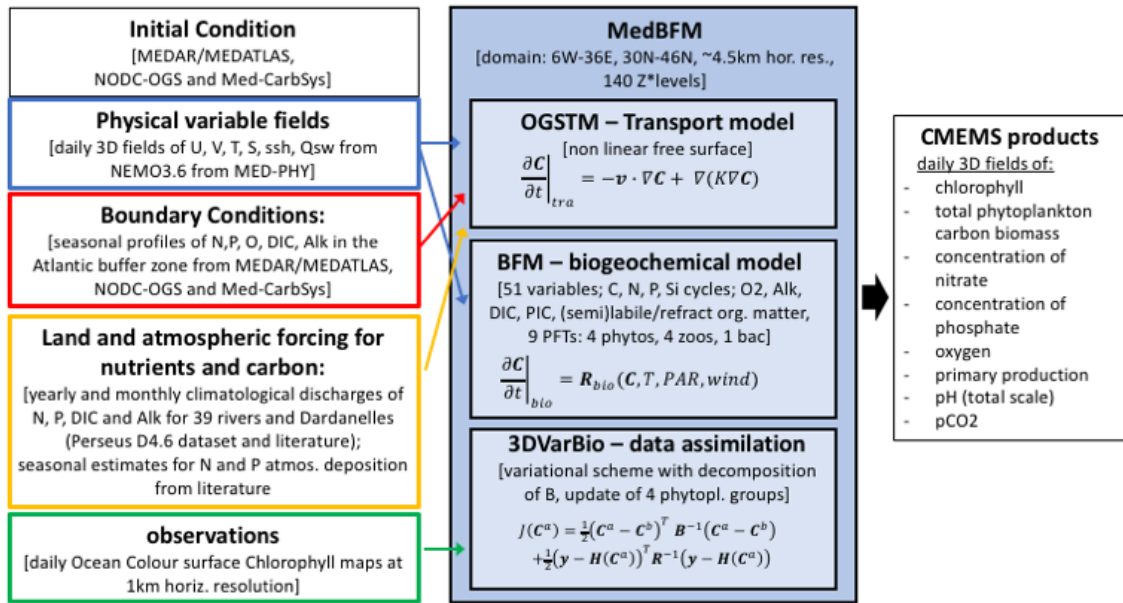 Initial Condition
[MEDAR/MEDATLAS,
NODC-OGS and Med-CarbSys]
Physical variable fields
[daily 3D fields of U, V, T, S, ssh, Qsw from
NEMO3.6 from MED-PHY]
Boundary Conditions:
[seasonal profiles of N,P, O, DIC, Alk in the
Atlantic buffer zone from MEDAR/MEDATLAS,
NODC-OGS and Med-CarbSys]
Land and atmospheric forcing for
nutrients and carbon:
[yearly and monthly climatological discharges of
N, P, DIC and Alk for 39 rivers and Dardanelles
(Perseus D4.6 dataset and literature);
seasonal estimates for N and P atmos. deposition
from literature
observations
[daily Ocean Colour surface Chlorophyll maps at
1km horiz. resolution]
MedBFM
[domain: 6W-36E, 30N-46N, ~4.5km hor. res.,
140 Z*levels]
OGSTM – Transport model
[non linear free surface]
∂C/∂t|tra = −v · ∇C + ∇(K∇C)
BFM – biogeochemical model
[51 variables; C, N, P, Si cycles; O2, Alk,
DIC, PIC, (semi)labile/refract org. matter,
9 PFTs: 4 phytos, 4 zoos, 1 bac]
∂C/∂t|bio = R_bio(C, T, PAR, wind)
3DVarBio – data assimilation
[variational scheme with decomposition
of B, update of 4 phytopl. groups]
J(Cᵃ) = ½(Cᵃ − Cᵇ)ᵀ B⁻¹(Cᵃ − Cᵇ)
+½(y − H(Cᵃ))ᵀ R⁻¹(y − H(Cᵃ))
CMEMS products
daily 3D fields of:
- chlorophyll
- total phytoplankton
carbon biomass
- concentration of
nitrate
- concentration of
phosphate
- oxygen
- primary production
- pH (total scale)
- pCO2